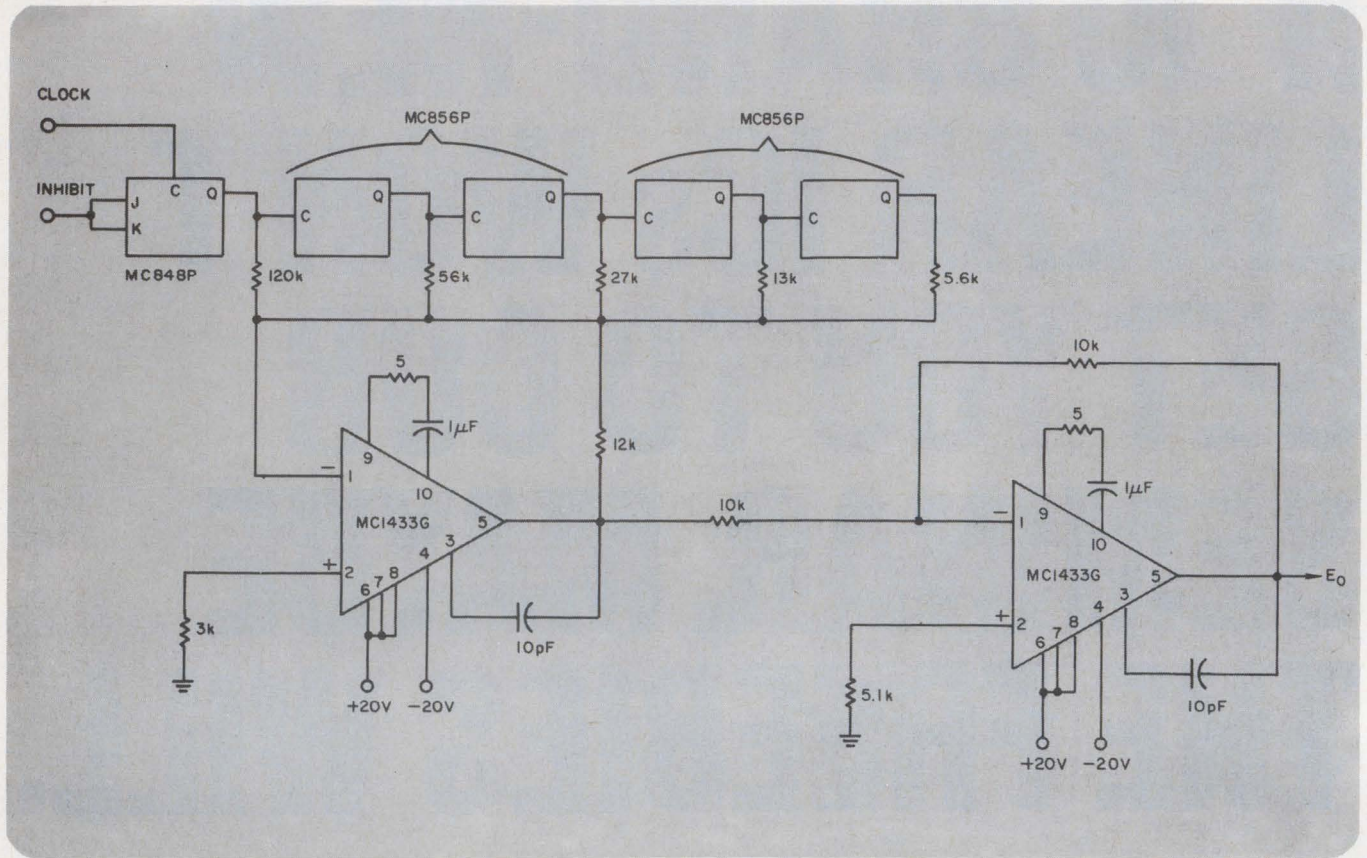 CLOCK
INHIBIT
J
K
C
Q
MC848P
MC856P
C
Q
C
Q
MC856P
C
Q
C
Q
120k
56k
27k
13k
5.6k
5
1µF
9
10
12k
− 1
MC1433G
5
+ 2
6
7
8
4
3
3k
10pF
+20V
−20V
10k
10k
5
1µF
9
10
− 1
MC1433G
5
E₀
+ 2
6
7
8
4
3
5.1k
10pF
+20V
−20V